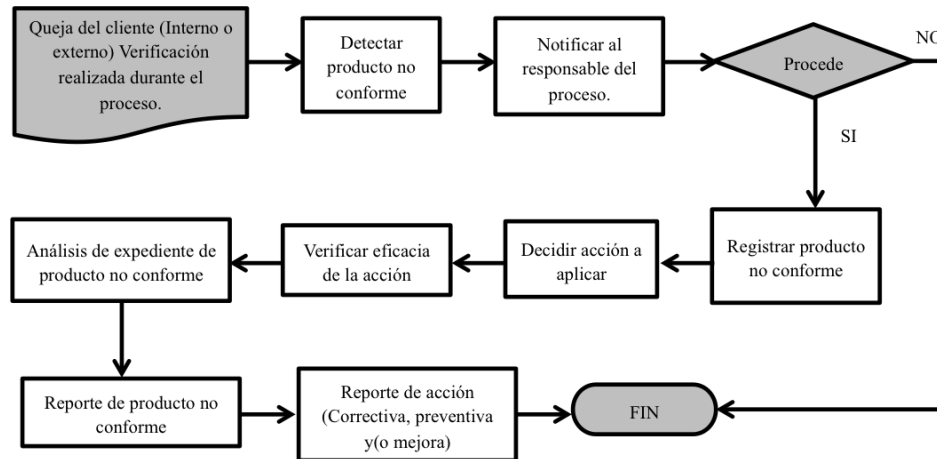 Queja del cliente (Interno o
externo) Verificación
realizada durante el
proceso.
Detectar
producto no
conforme
Notificar al
responsable del
proceso.
Procede
NO
SI
Registrar producto
no conforme
Decidir acción a
aplicar
Verificar eficacia
de la acción
Análisis de expediente de
producto no conforme
Reporte de producto no
conforme
Reporte de acción
(Correctiva, preventiva
y(o mejora)
FIN